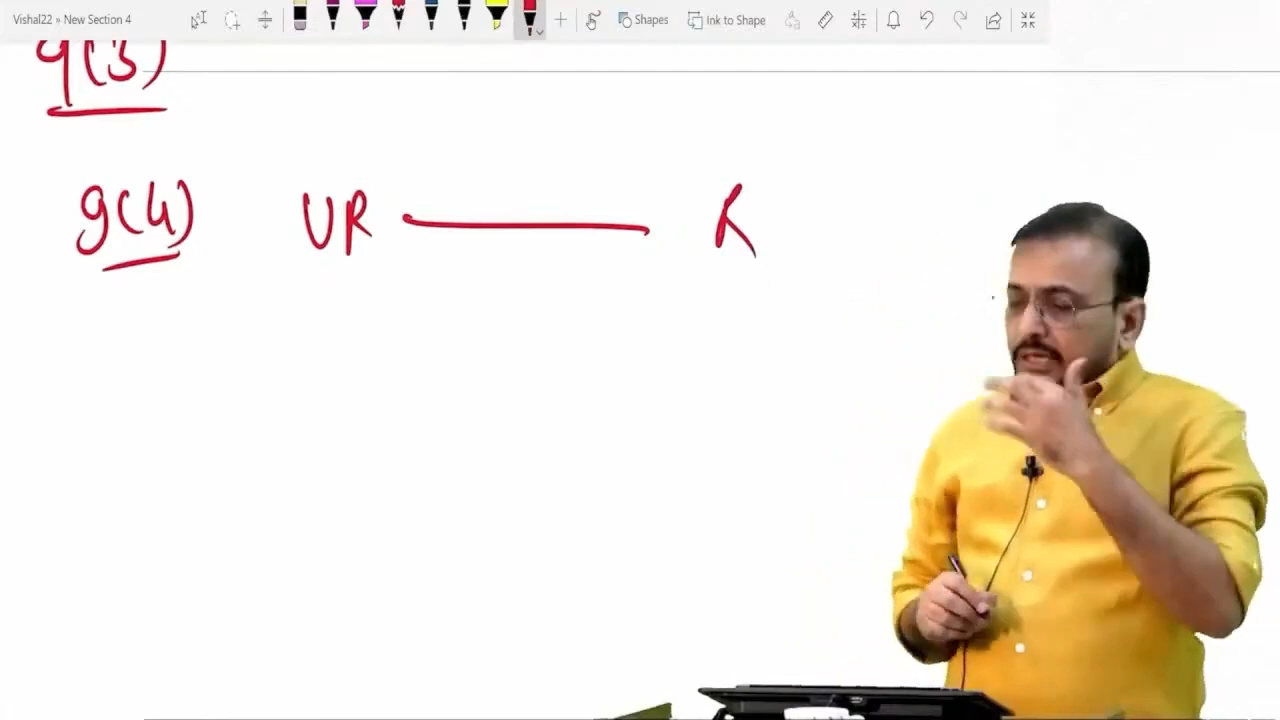 Vishal22 » New Section 4 Shapes Ink to Shape
9(3)
9(4) UR — R